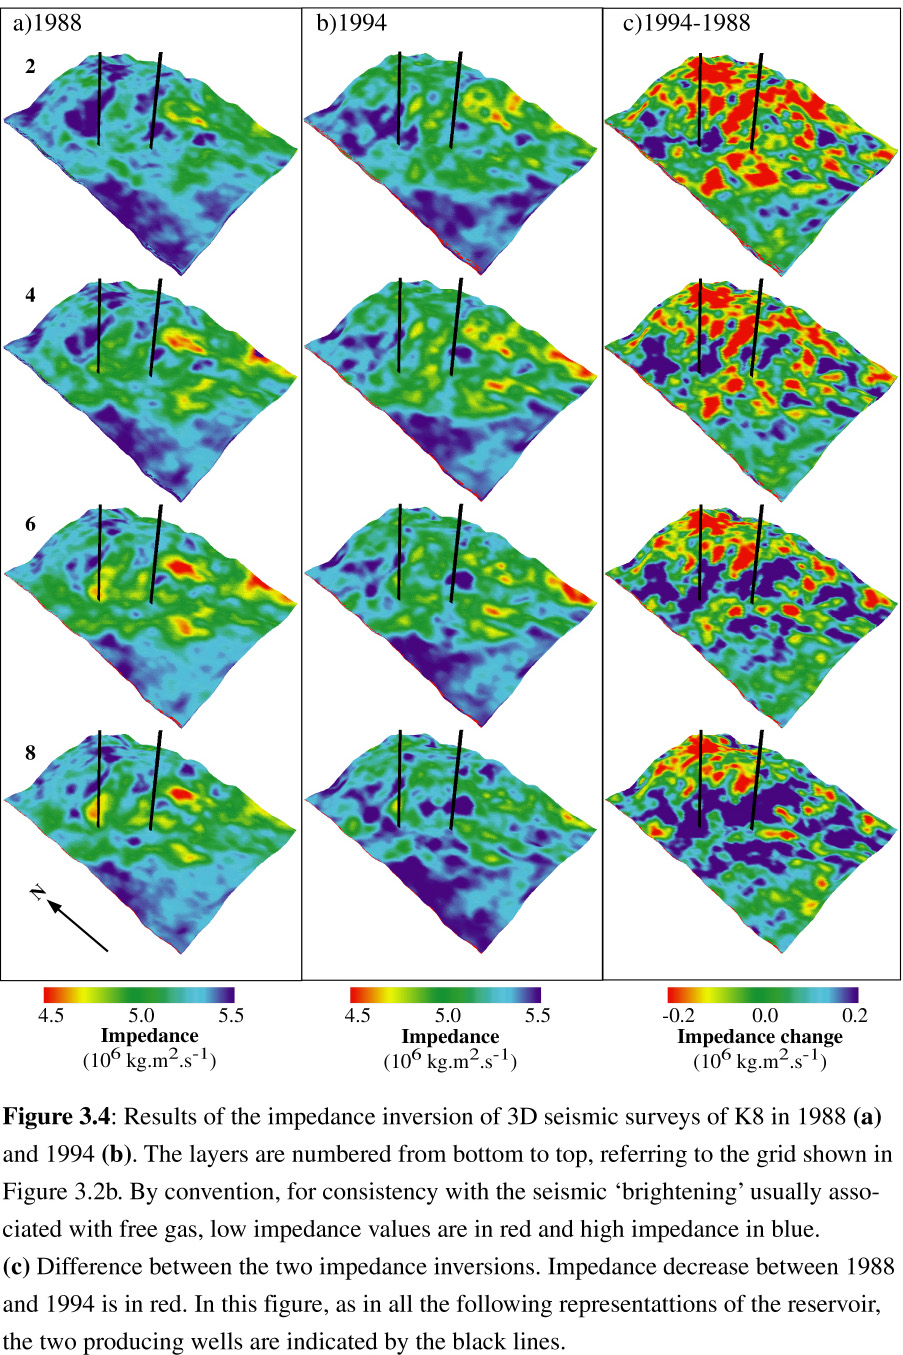 a)1988
b)1994
c)1994-1988
2
4
6
8
N
4.5 5.0 5.5
Impedance
(10⁶ kg.m².s⁻¹)
4.5 5.0 5.5
Impedance
(10⁶ kg.m².s⁻¹)
-0.2 0.0 0.2
Impedance change
(10⁶ kg.m².s⁻¹)
Figure 3.4: Results of the impedance inversion of 3D seismic surveys of K8 in 1988 (a)
and 1994 (b). The layers are numbered from bottom to top, referring to the grid shown in
Figure 3.2b. By convention, for consistency with the seismic ‘brightening’ usually asso-
ciated with free gas, low impedance values are in red and high impedance in blue.
(c) Difference between the two impedance inversions. Impedance decrease between 1988
and 1994 is in red. In this figure, as in all the following representattions of the reservoir,
the two producing wells are indicated by the black lines.